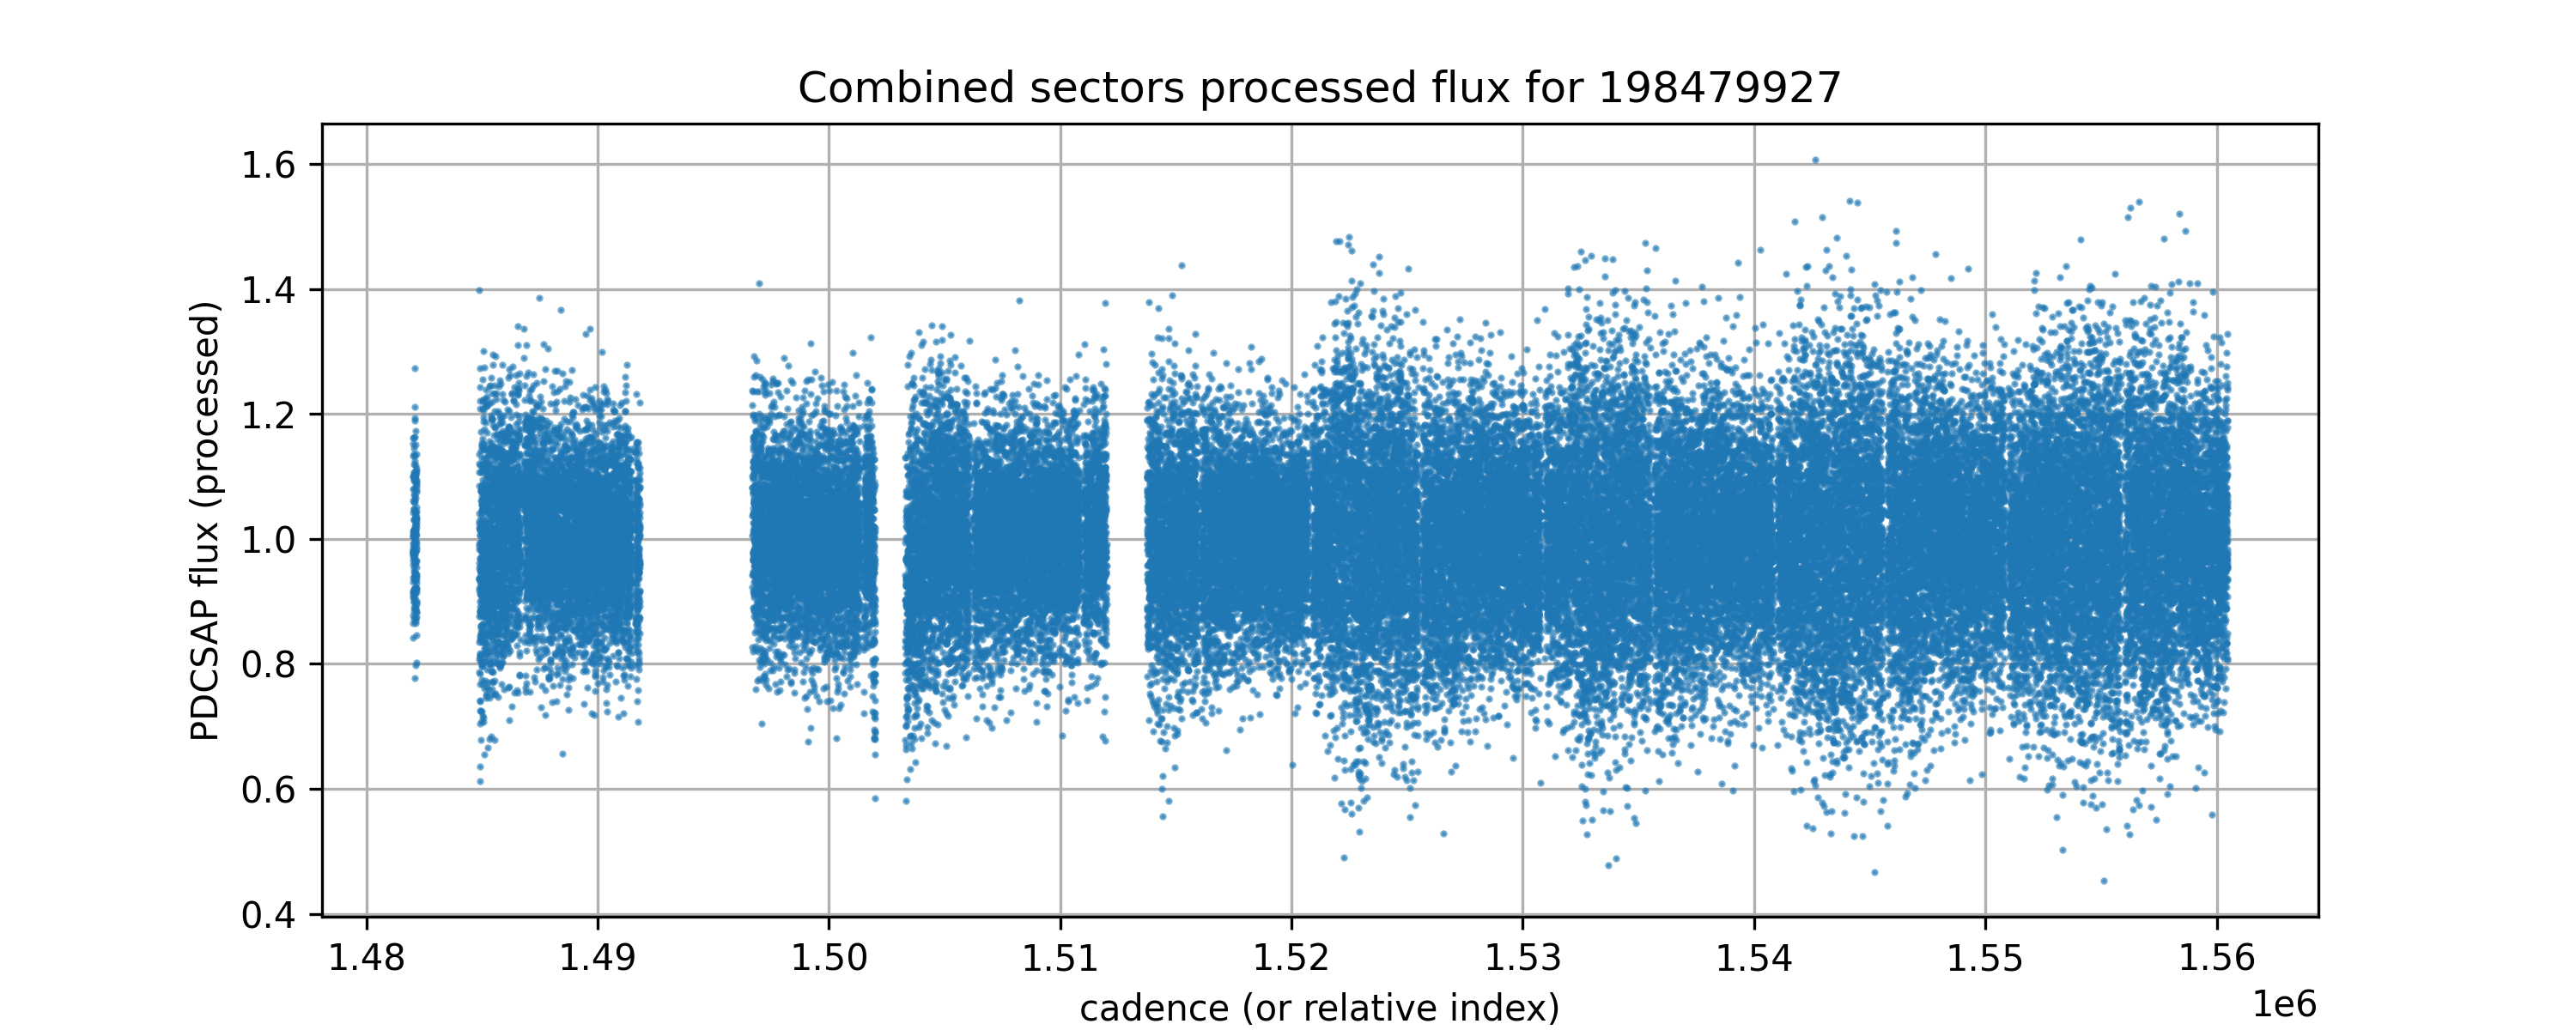 Combined sectors processed flux for 198479927
PDCSAP flux (processed)
1.6
1.4
1.2
1.0
0.8
0.6
0.4
1.48 1.49 1.50 1.51 1.52 1.53 1.54 1.55 1.56
1e6
cadence (or relative index)